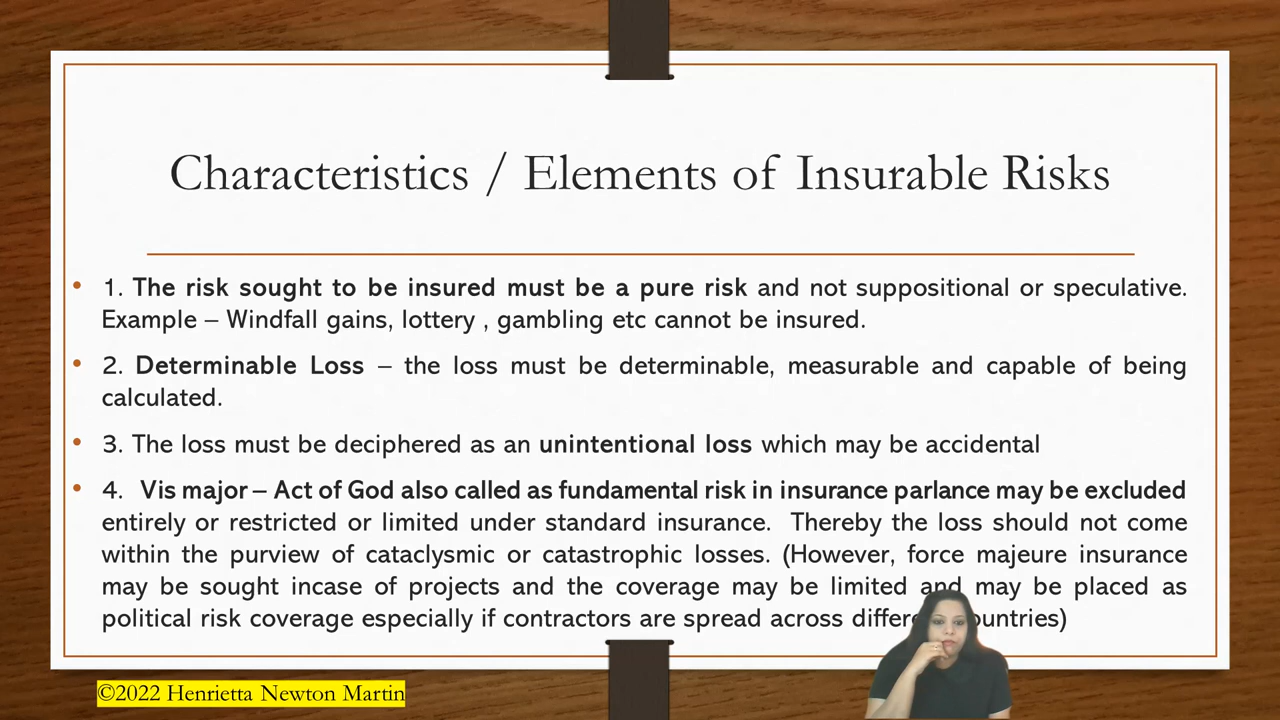 Characteristics / Elements of Insurable Risks
• 1. The risk sought to be insured must be a pure risk and not suppositional or speculative.
Example – Windfall gains, lottery , gambling etc cannot be insured.
• 2. Determinable Loss – the loss must be determinable, measurable and capable of being
calculated.
• 3. The loss must be deciphered as an unintentional loss which may be accidental
• 4. Vis major – Act of God also called as fundamental risk in insurance parlance may be excluded
entirely or restricted or limited under standard insurance. Thereby the loss should not come
within the purview of cataclysmic or catastrophic losses. (However, force majeure insurance
may be sought incase of projects and the coverage may be limited and may be placed as
political risk coverage especially if contractors are spread across
©2022 Henrietta Newton Martin